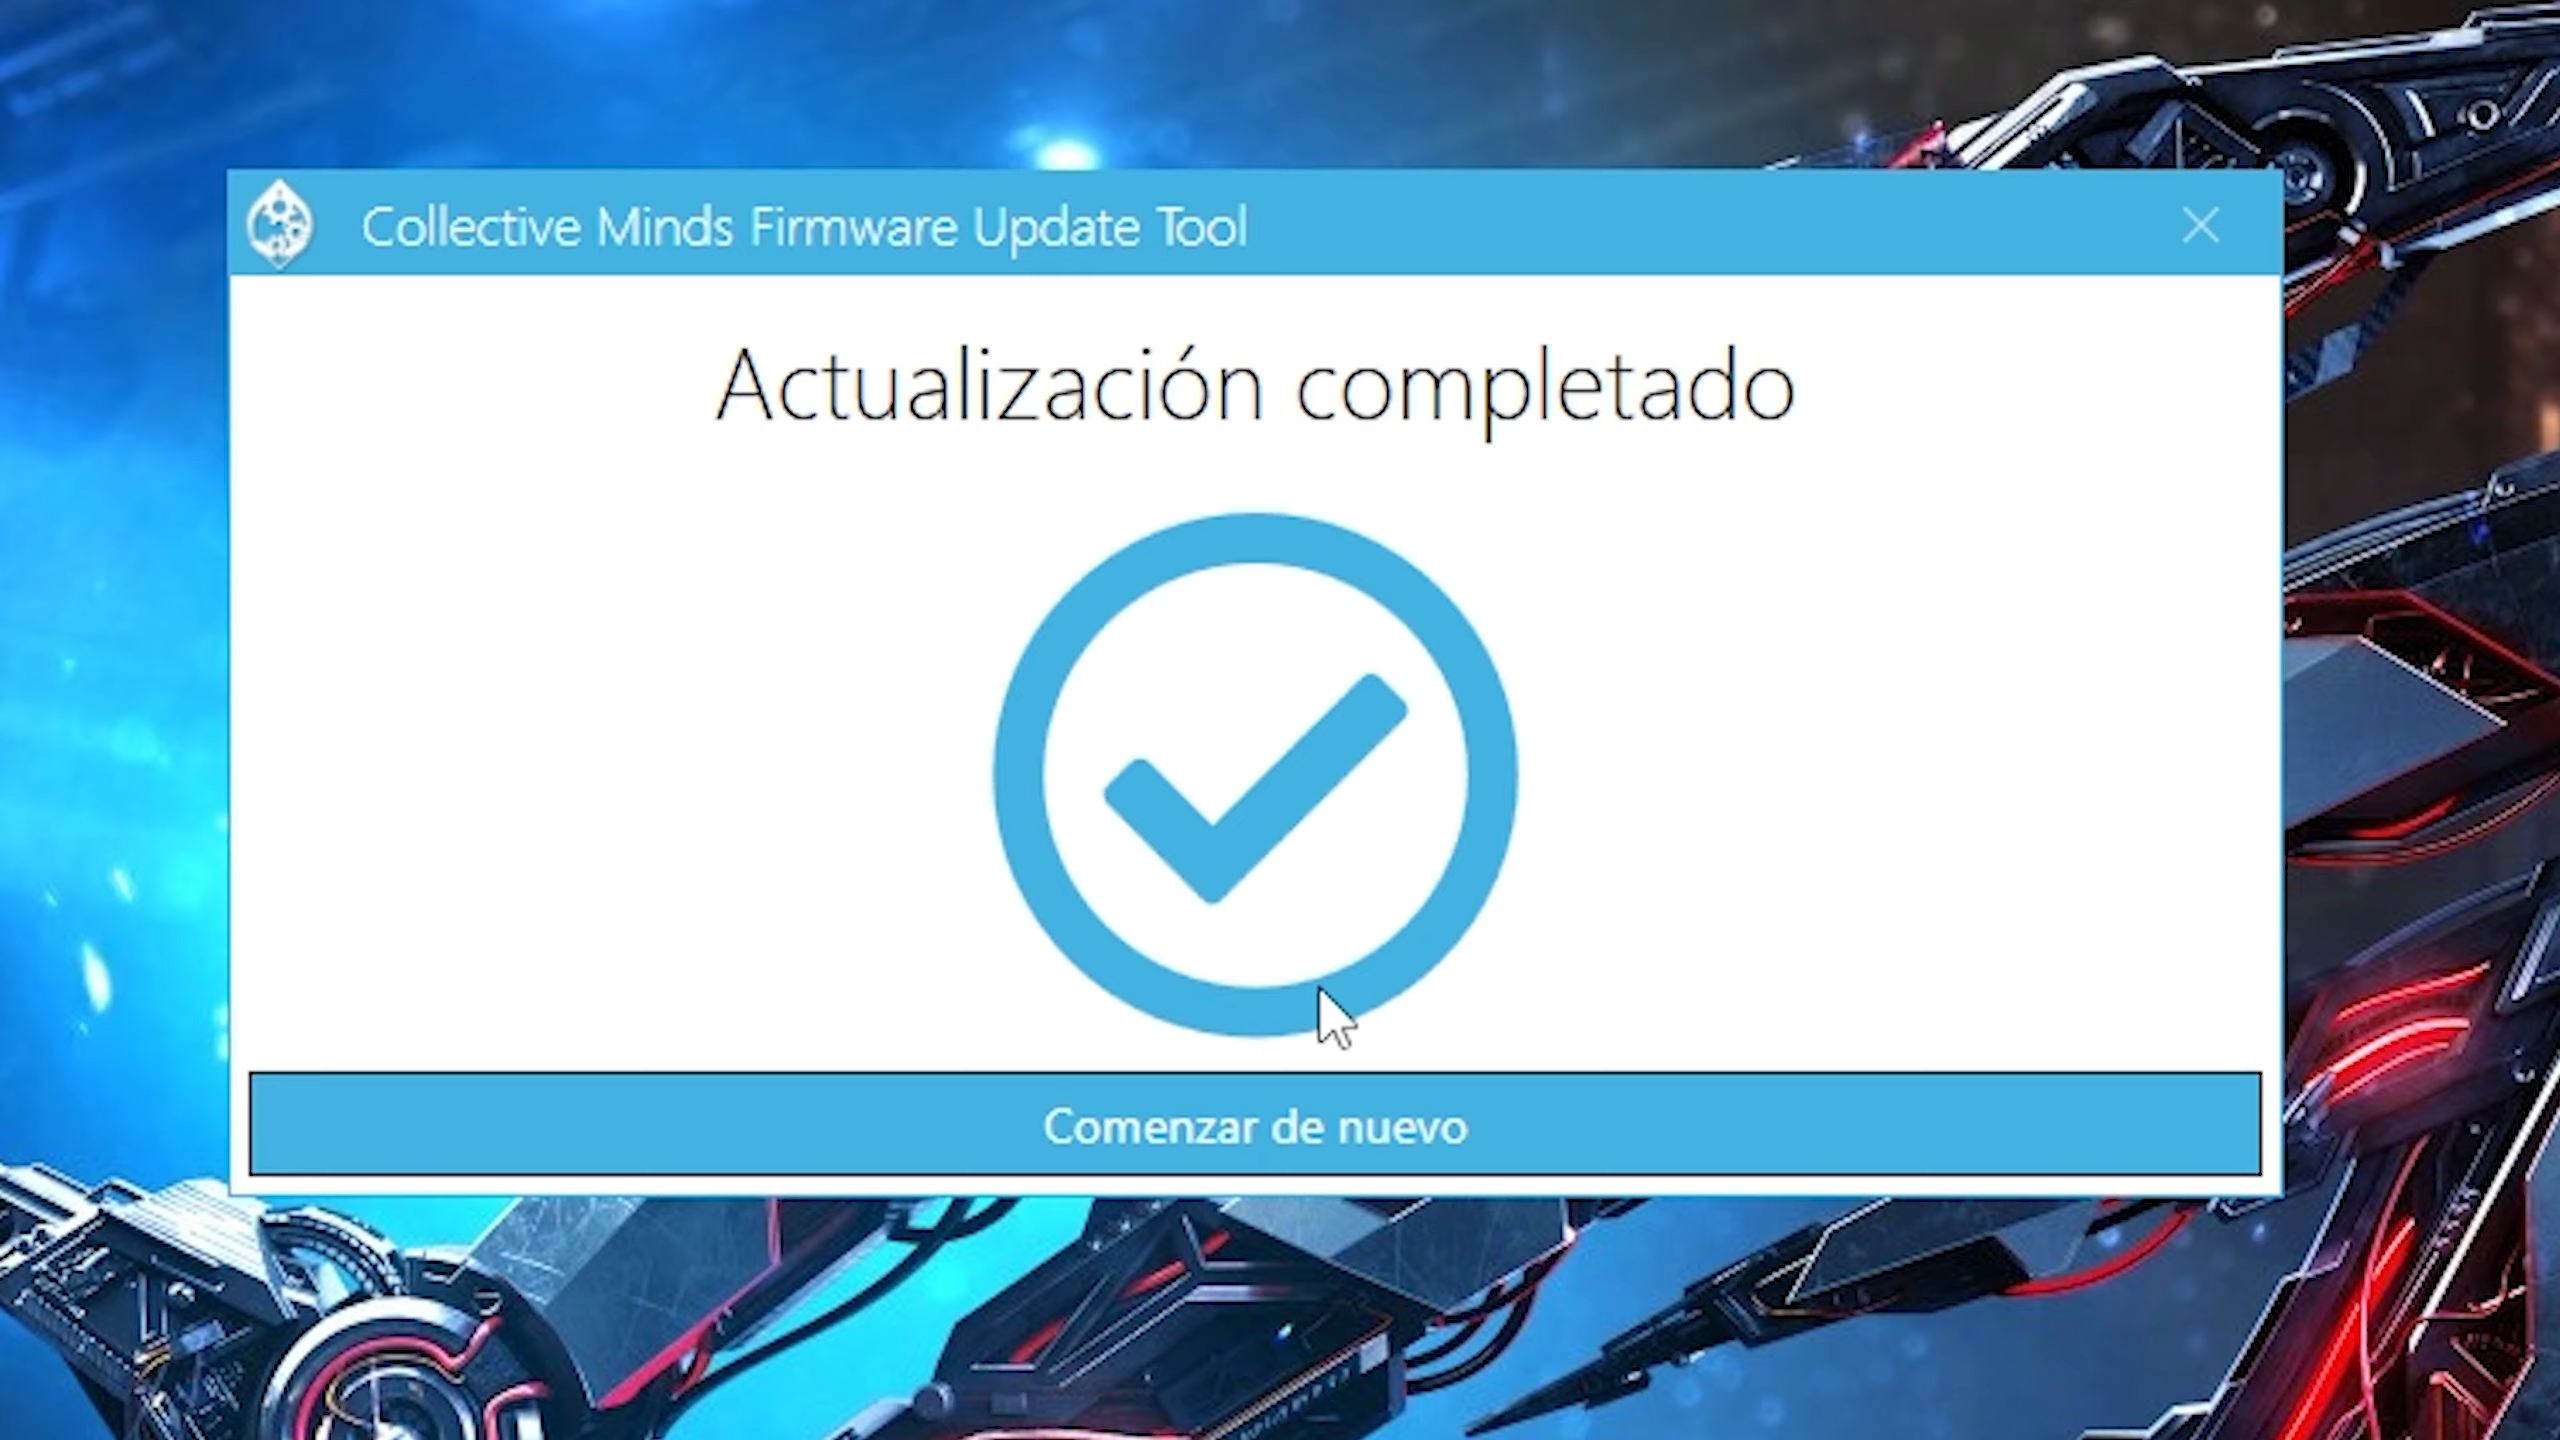 Collective Minds Firmware Update Tool
Actualización completado
Comenzar de nuevo